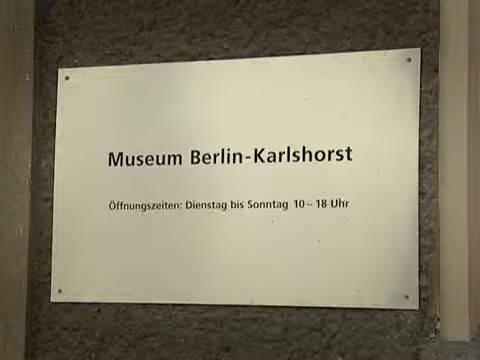 Museum Berlin-Karlshorst
Öffnungszeiten: Dienstag bis Sonntag 10– 18 Uhr